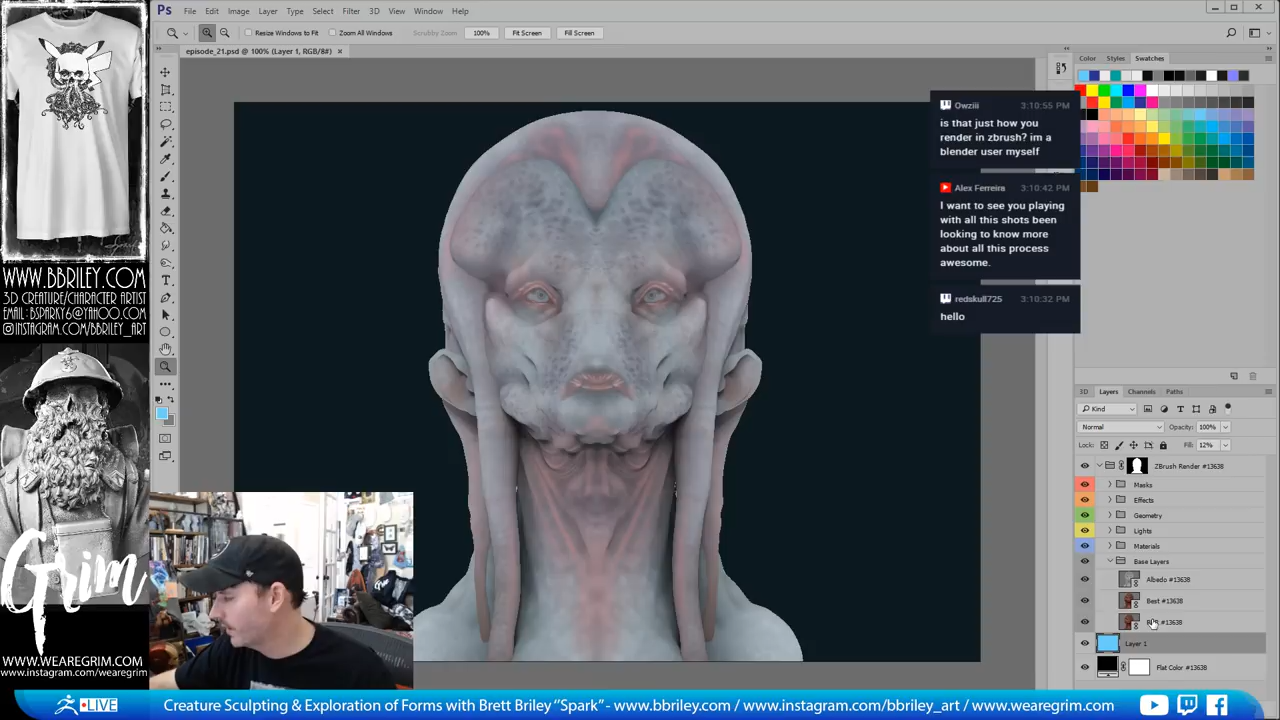 Ps File Edit Image Layer Type Select Filter 3D View Window Help
Resize Windows to Fit Zoom All Windows Scrubby Zoom 100% Fit Screen Fill Screen
episode_21.psd @ 100% (Layer 1, RGB/8#) ×
Color Styles Swatches
Owziii 3:10:55 PM
is that just how you
render in zbrush? im a
blender user myself
Alex Ferreira 3:10:42 PM
I want to see you playing
with all this shots been
looking to know more
about all this process
awesome.
redskull725 3:10:32 PM
hello
WWW.BBRILEY.COM
3D CREATURE/CHARACTER ARTIST
EMAIL: BSPARKY6@YAHOO.COM
INSTAGRAM.COM/BBRILEY_ART
Grim
WWW.WEAREGRIM.COM
www.instagram.com/wearegrim
3D Layers Channels Paths
Kind
Normal Opacity: 100%
Lock: Fill: 12%
ZBrush Render #13638
Masks
Effects
Geometry
Lights
Materials
Base Layers
Albedo #13638
Best #13638
#13638
Layer 1
Flat Color #13638
LIVE Creature Sculpting & Exploration of Forms with Brett Briley "Spark" - www.bbriley.com / www.instagram.com/bbriley_art / www.wearegrim.com